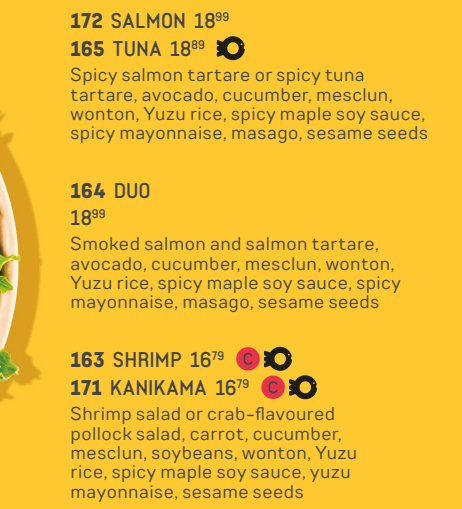 172 SALMON 18⁹⁹
165 TUNA 18⁸⁹
Spicy salmon tartare or spicy tuna
tartare, avocado, cucumber, mesclun,
wonton, Yuzu rice, spicy maple soy sauce,
spicy mayonnaise, masago, sesame seeds
164 DUO
18⁹⁹
Smoked salmon and salmon tartare,
avocado, cucumber, mesclun, wonton,
Yuzu rice, spicy maple soy sauce, spicy
mayonnaise, masago, sesame seeds
163 SHRIMP 16⁷⁹ C
171 KANIKAMA 16⁷⁹ C
Shrimp salad or crab-flavoured
pollock salad, carrot, cucumber,
mesclun, soybeans, wonton, Yuzu
rice, spicy maple soy sauce, yuzu
mayonnaise, sesame seeds